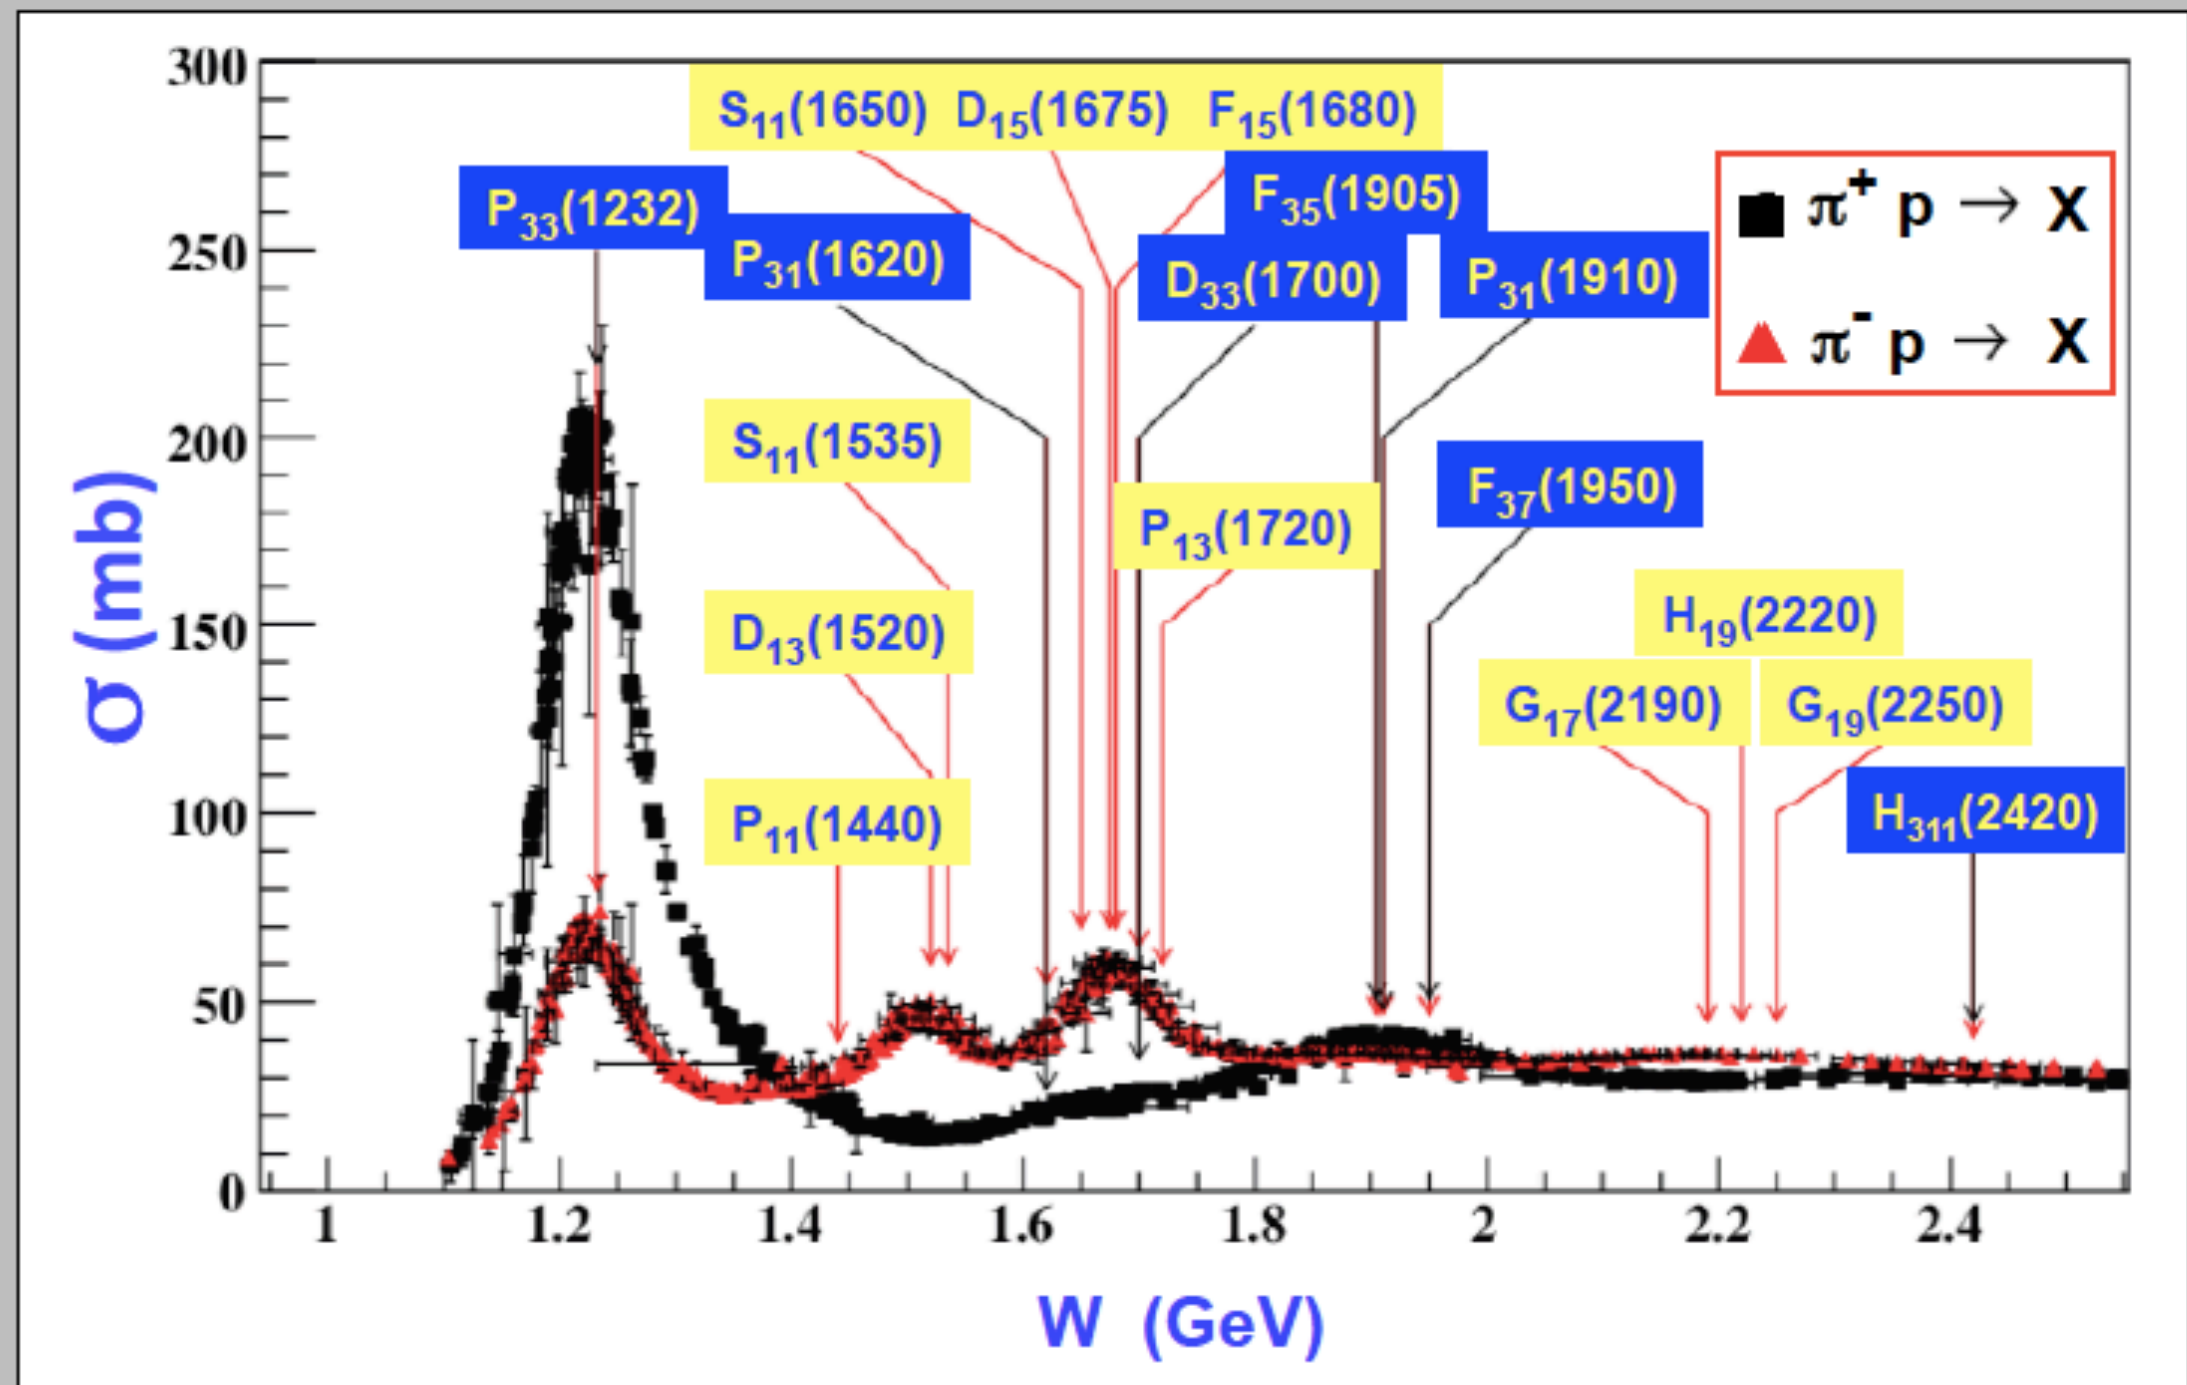 300
250
200
150
100
50
0
σ (mb)
S₁₁(1650) D₁₅(1675) F₁₅(1680)
P₃₃(1232)
F₃₅(1905)
P₃₁(1620)
D₃₃(1700)
P₃₁(1910)
π⁺ p → X
π⁻ p → X
S₁₁(1535)
F₃₇(1950)
P₁₃(1720)
D₁₃(1520)
H₁₉(2220)
G₁₇(2190)
G₁₉(2250)
P₁₁(1440)
H₃₁₁(2420)
1 1.2 1.4 1.6 1.8 2 2.2 2.4
W (GeV)